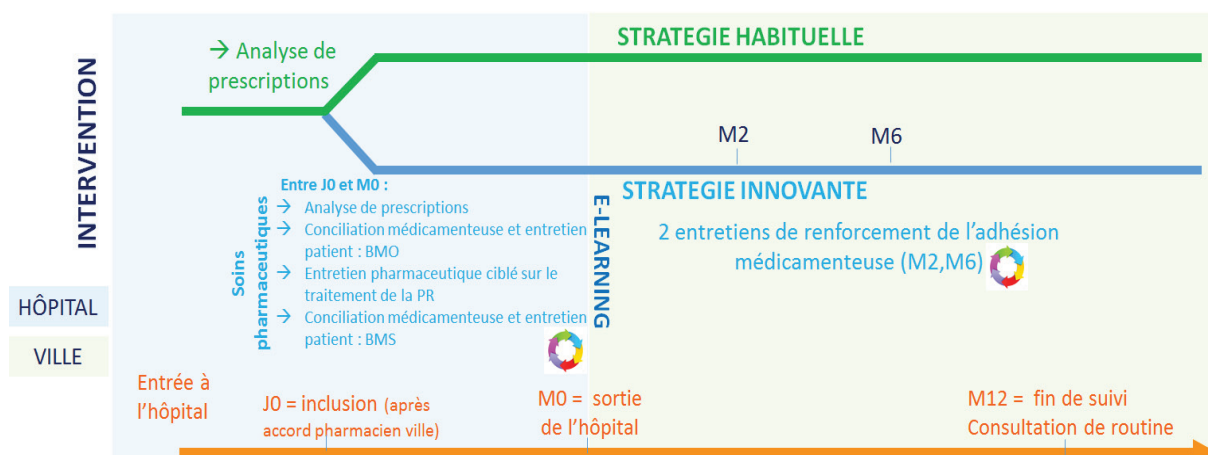 INTERVENTION
→ Analyse de
prescriptions
STRATEGIE HABITUELLE
M2
M6
STRATEGIE INNOVANTE
Soins
pharmaceutiques
Entre J0 et M0 :
→ Analyse de prescriptions
→ Conciliation médicamenteuse et entretien
patient : BMO
→ Entretien pharmaceutique ciblé sur le
traitement de la PR
→ Conciliation médicamenteuse et entretien
patient : BMS
E-LEARNING
2 entretiens de renforcement de l’adhésion
médicamenteuse (M2,M6)
HÔPITAL
VILLE
Entrée à
l’hôpital
J0 = inclusion (après
accord pharmacien ville)
M0 = sortie
de l’hôpital
M12 = fin de suivi
Consultation de routine